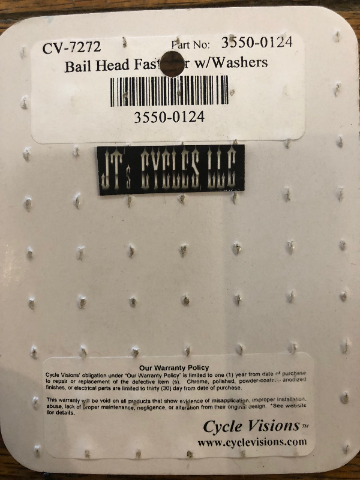 CV-7272 Part No: 3550-0124
Bail Head Fastener w/Washers
3550-0124
JT's CYCLES LLC
Our Warranty Policy
Cycle Visions' obligation under "Our Warranty Policy" is limited to one (1) year from date of purchase
to repair or replacement of the defective item (s). Chrome, polished, powder-coated, anodized
finishes, or electrical parts are limited to thirty (30) day from date of purchase.
This warranty will be void on all products that show evidence of misapplication, improper installation,
abuse, lack of proper maintenance, negligence, or alteration from their original design. *See website
for details.
Cycle Visions TM
www.cyclevisions.com